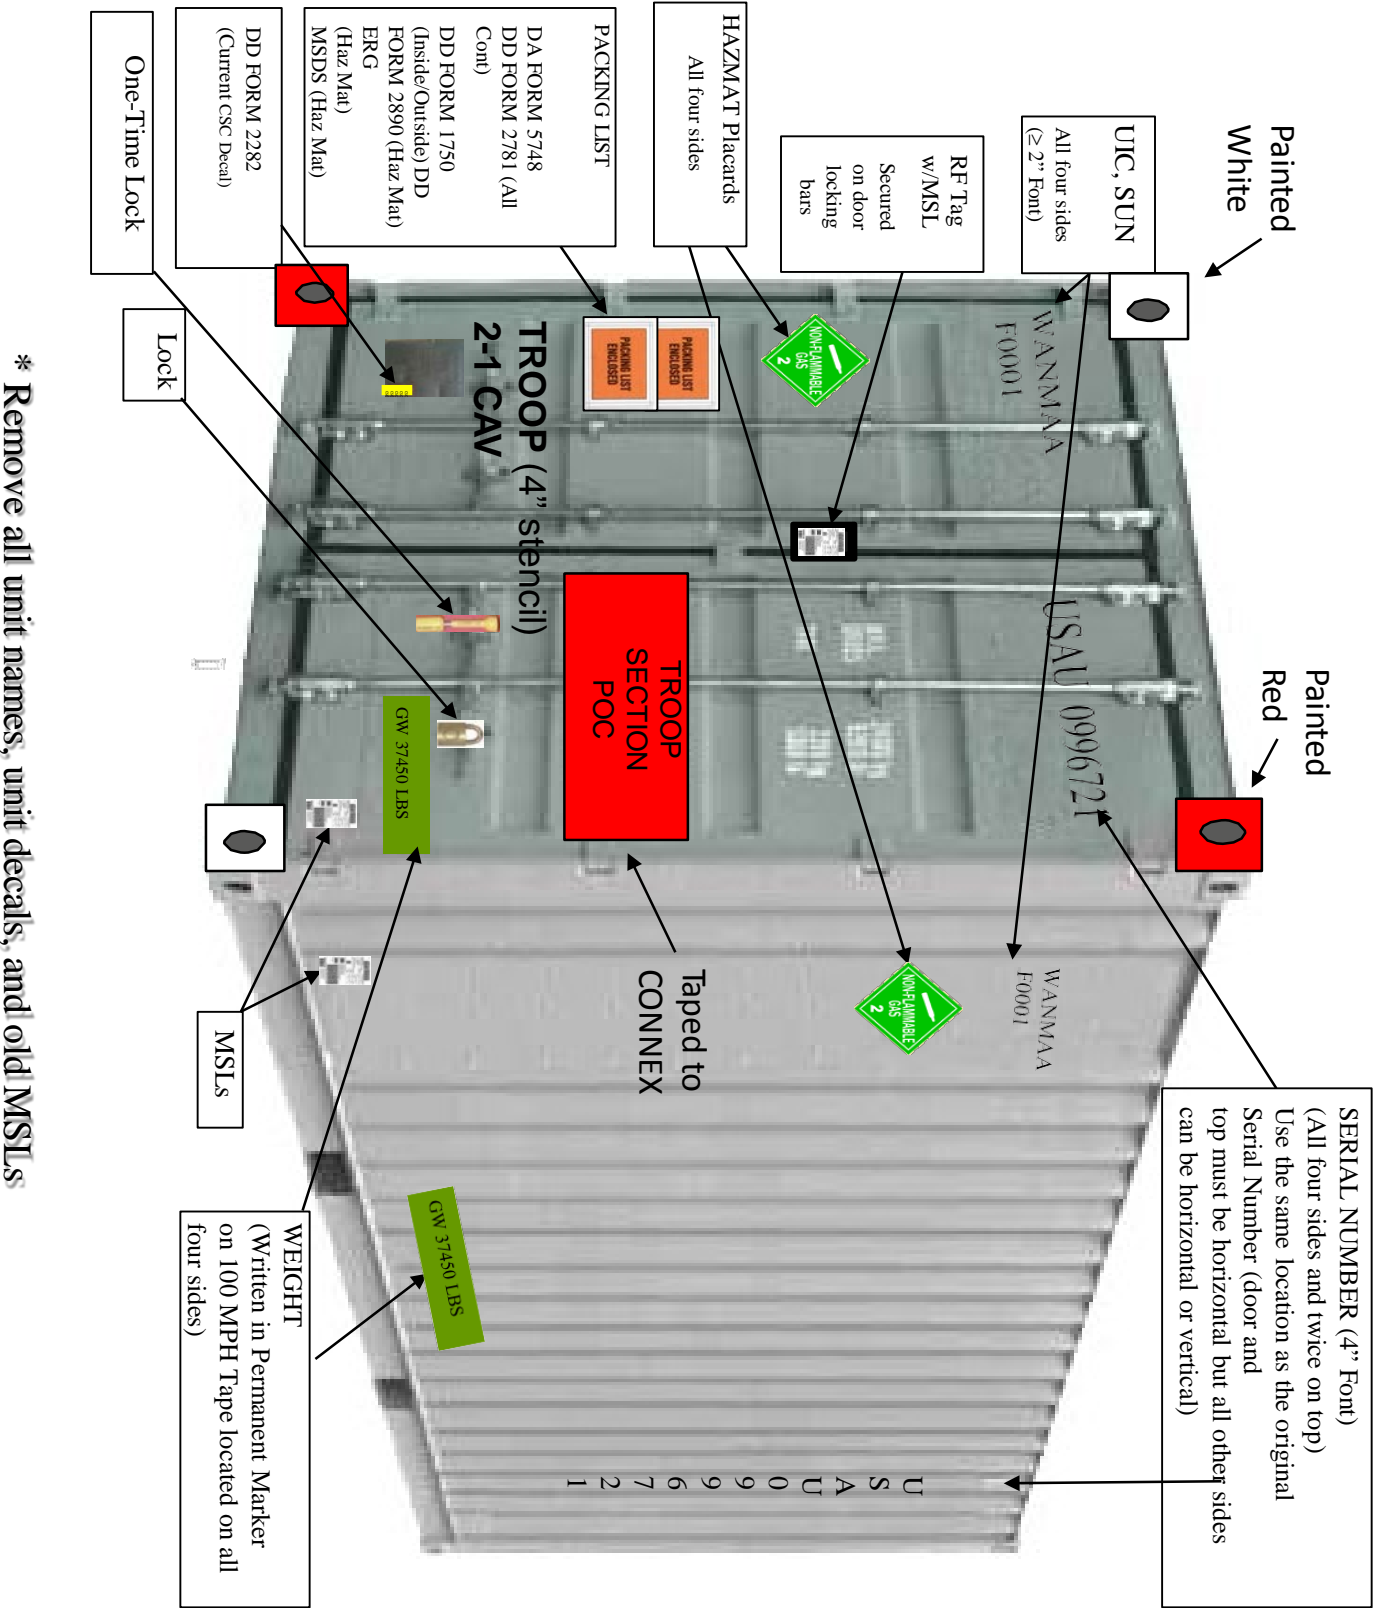 Painted
White
Painted
Red
UIC, SUN
All four sides
(≥ 2” Font)
RF Tag
w/MSL
Secured
on door
locking
bars
HAZMAT Placards
All four sides
PACKING LIST
DA FORM 5748
DD FORM 2781 (All
Cont)
DD FORM 1750
(Inside/Outside) DD
FORM 2890 (Haz Mat)
ERG
(Haz Mat)
MSDS (Haz Mat)
DD FORM 2282
(Current CSC Decal)
One-Time Lock
Lock
SERIAL NUMBER (4” Font)
(All four sides and twice on top)
Use the same location as the original
Serial Number (door and
top must be horizontal but all other sides
can be horizontal or vertical)
WANMAA
F0001
USAU 0996721
WANMAA
F0001
NON-FLAMMABLE
GAS
2
NON-FLAMMABLE
GAS
2
PACKING LIST
ENCLOSED
PACKING LIST
ENCLOSED
TROOP
SECTION
POC
Taped to
CONNEX
TROOP (4” stencil)
2-1 CAV
GW 37450 LBS
GW 37450 LBS
U
S
A
U
0
9
9
6
7
2
1
MSLs
WEIGHT
(Written in Permanent Marker
on 100 MPH Tape located on all
four sides)
* Remove all unit names, unit decals, and old MSLs